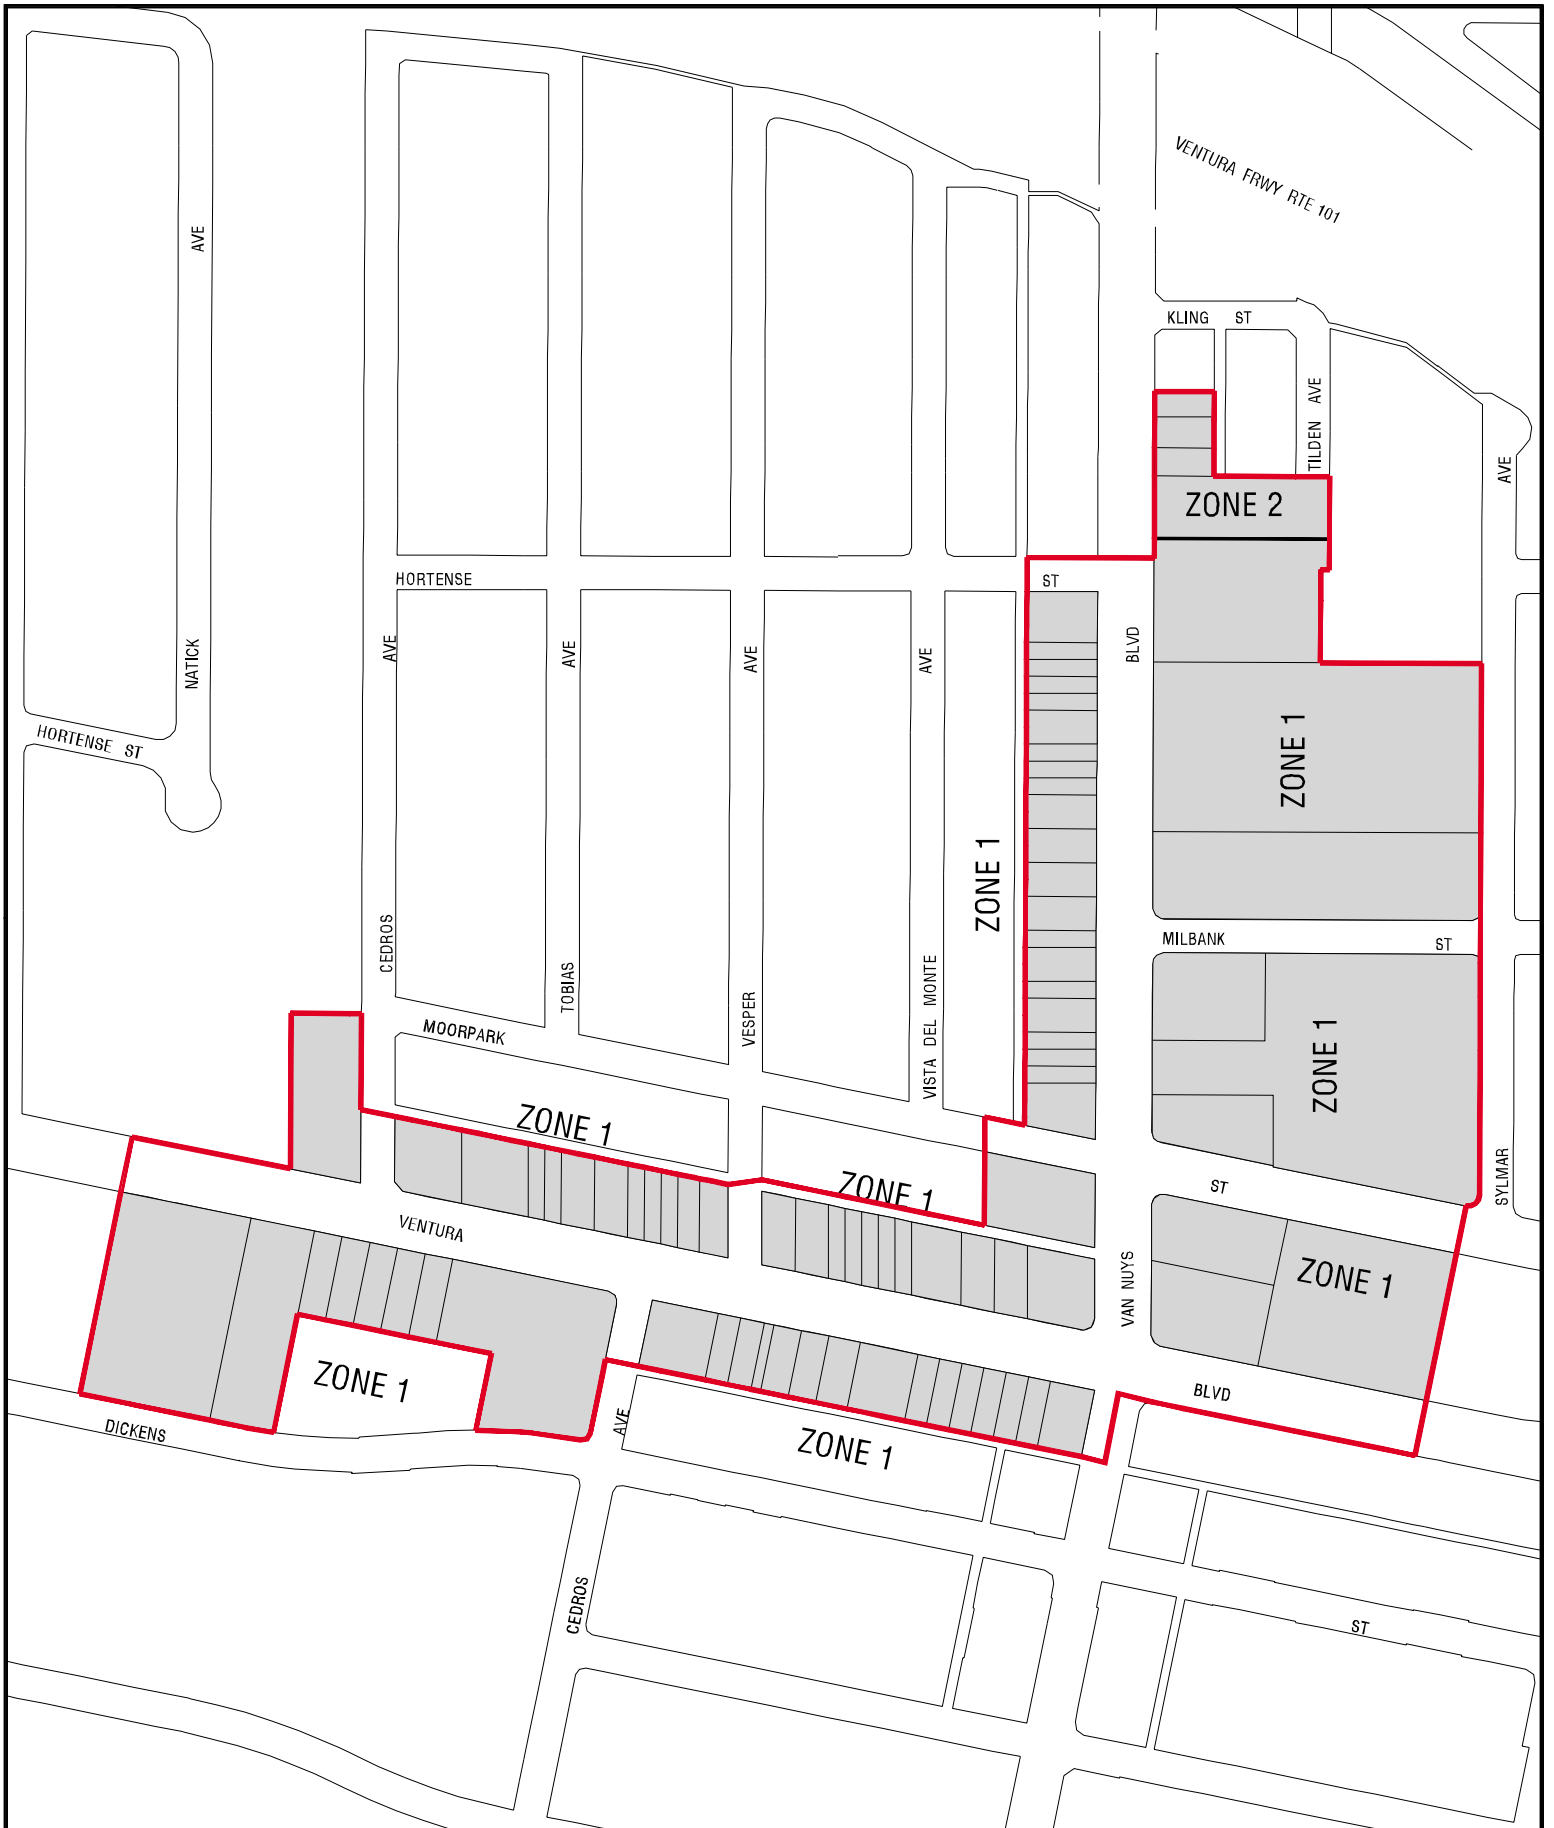 VENTURA FRWY RTE 101
AVE
KLING ST
TILDEN AVE
AVE
ZONE 2
HORTENSE
ST
AVE
AVE
AVE
AVE
BLVD
NATICK
HORTENSE ST
ZONE 1
ZONE 1
CEDROS
TOBIAS
VESPER
VISTA DEL MONTE
MILBANK
ST
MOORPARK
ZONE 1
ZONE 1
ZONE 1
ST
SYLMAR
VENTURA
VAN NUYS
ZONE 1
ZONE 1
BLVD
DICKENS
AVE
ZONE 1
CEDROS
ST